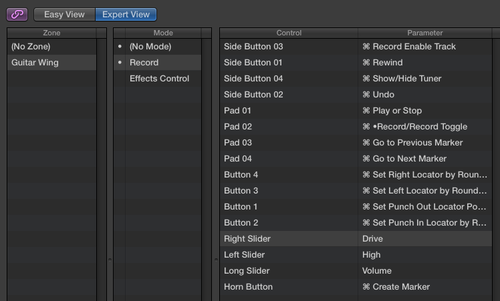 Easy View Expert View
Zone Mode Control Parameter
(No Zone) • (No Mode) Side Button 03 ⌘ Record Enable Track
Guitar Wing • Record Side Button 01 ⌘ Rewind
Effects Control Side Button 04 ⌘ Show/Hide Tuner
Side Button 02 ⌘ Undo
Pad 01 ⌘ Play or Stop
Pad 02 ⌘ •Record/Record Toggle
Pad 03 ⌘ Go to Previous Marker
Pad 04 ⌘ Go to Next Marker
Button 4 ⌘ Set Right Locator by Roun...
Button 3 ⌘ Set Left Locator by Round...
Button 1 ⌘ Set Punch Out Locator Po...
Button 2 ⌘ Set Punch In Locator by R...
Right Slider Drive
Left Slider High
Long Slider Volume
Horn Button ⌘ Create Marker